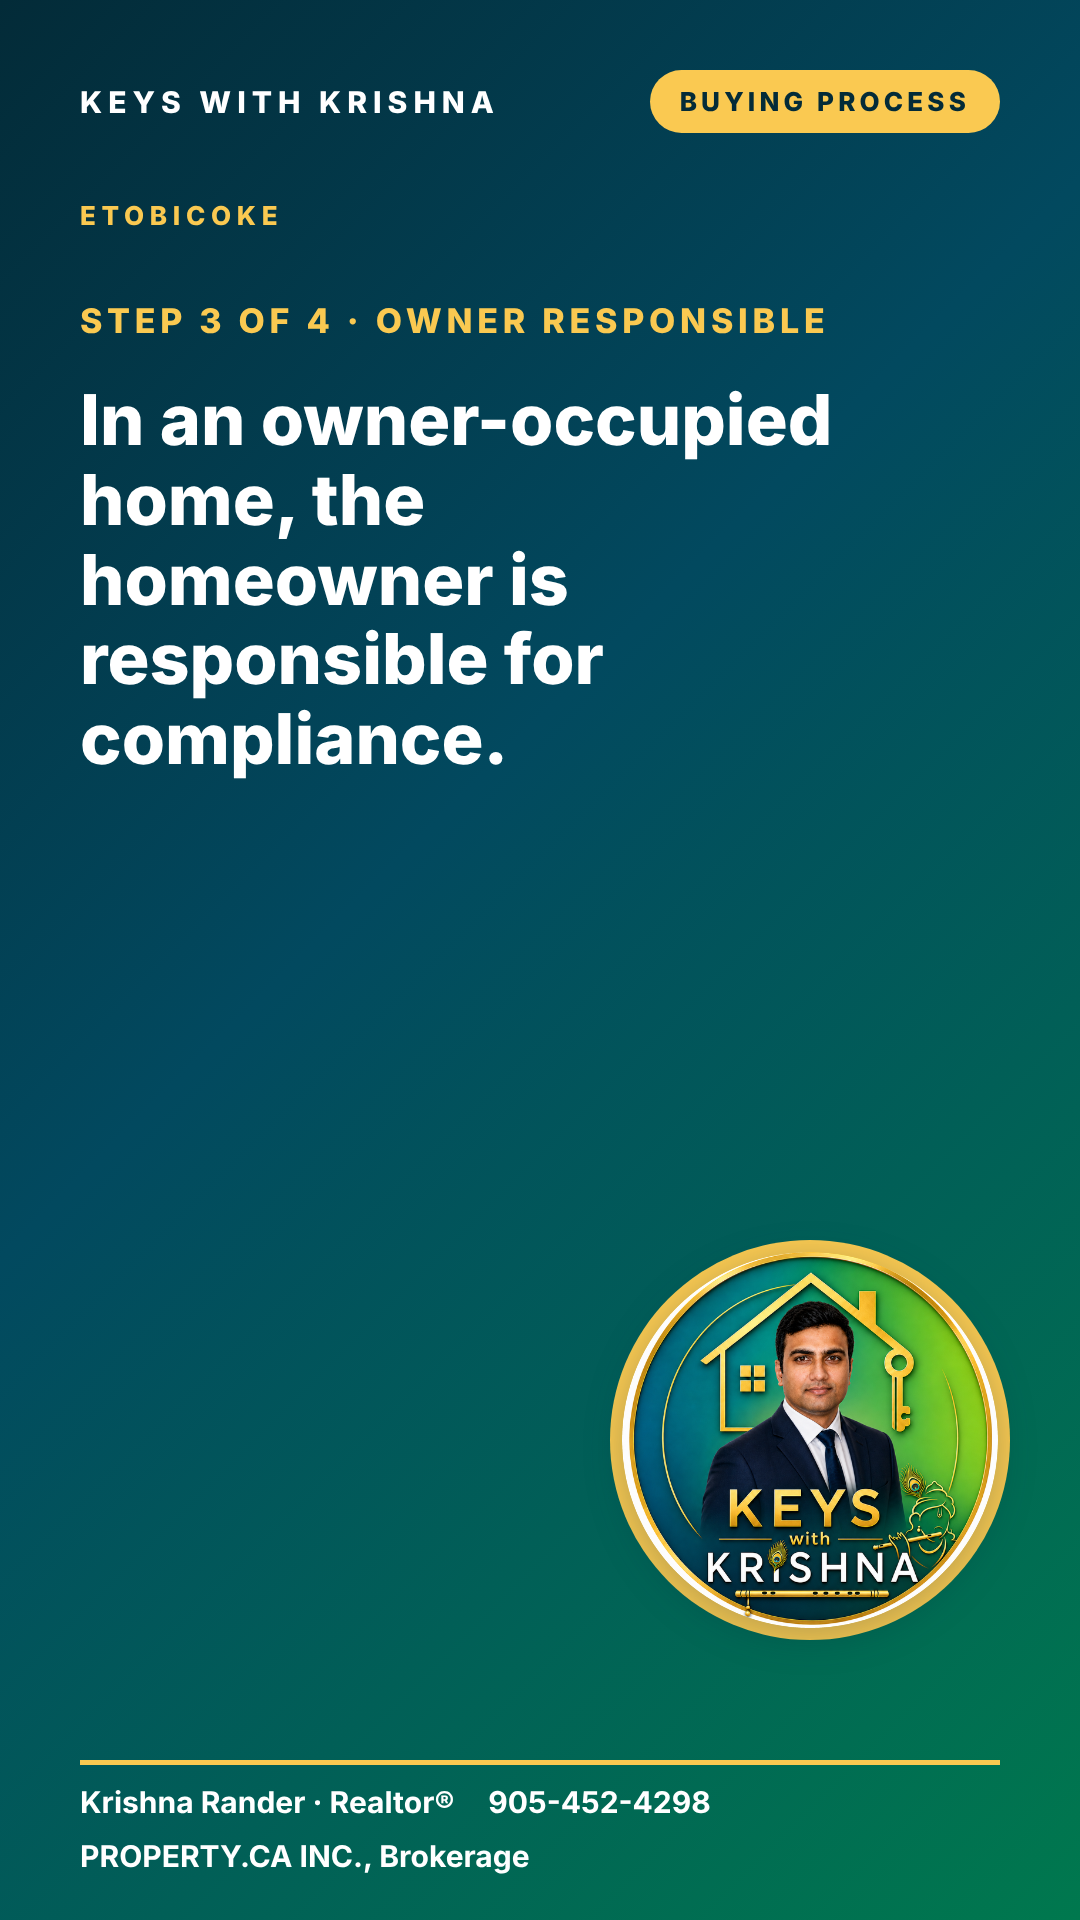 KEYS WITH KRISHNA
BUYING PROCESS
ETOBICOKE
STEP 3 OF 4 · OWNER RESPONSIBLE
In an owner-occupied
home, the
homeowner is
responsible for
compliance.
KEYS
with
KRISHNA
Krishna Rander · Realtor® 905-452-4298
PROPERTY.CA INC., Brokerage